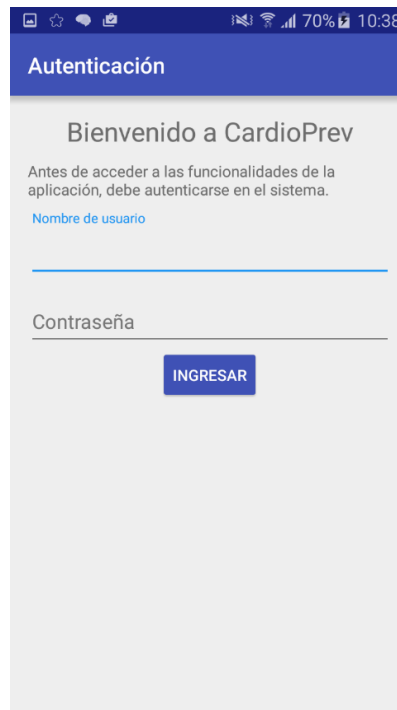 70% 10:38
Autenticación
Bienvenido a CardioPrev
Antes de acceder a las funcionalidades de la
aplicación, debe autenticarse en el sistema.
Nombre de usuario
Contraseña
INGRESAR